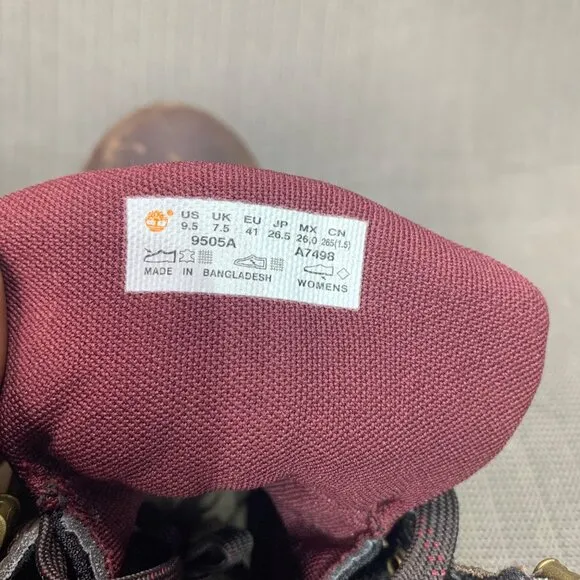 US UK EU JP MX CN
9.5 7.5 41 26.5 26.0 265(1.5)
9505A A7498
MADE IN BANGLADESH WOMENS